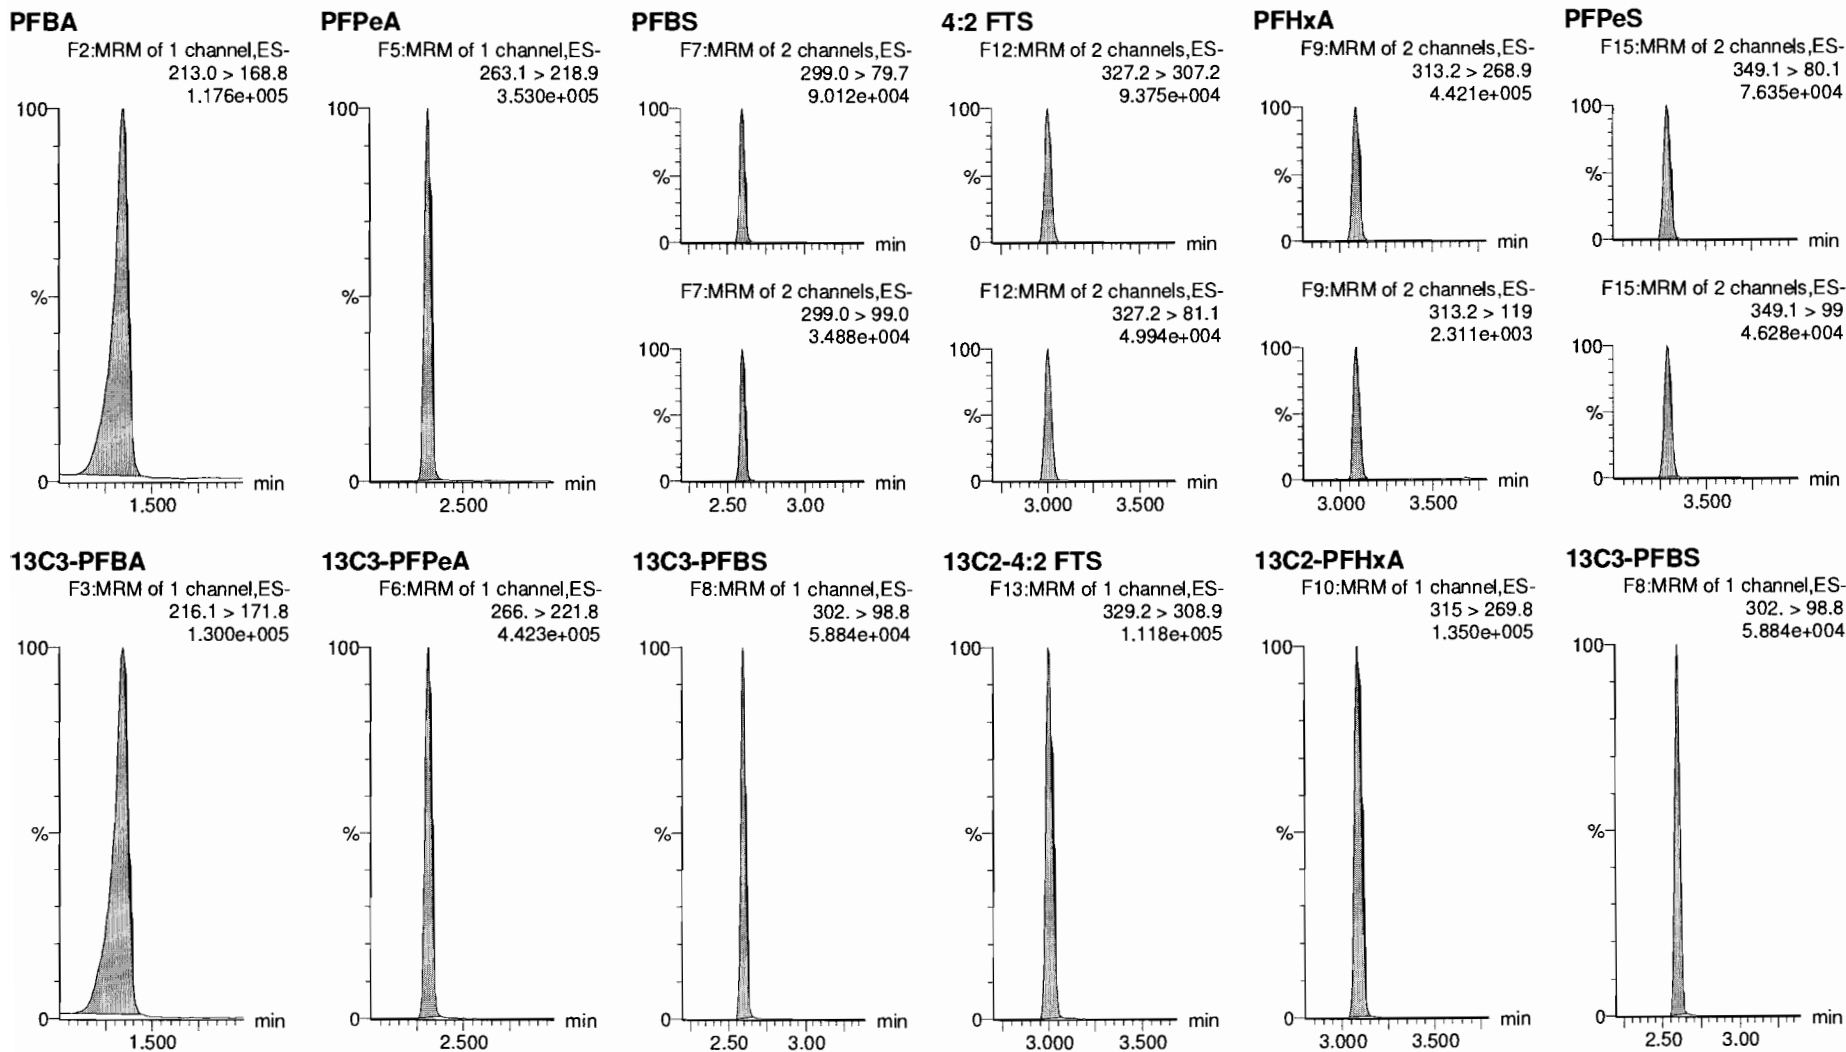 PFBA
F2:MRM of 1 channel,ES-
213.0 > 168.8
1.176e+005
100
%
0
min
1.500
PFPeA
F5:MRM of 1 channel,ES-
263.1 > 218.9
3.530e+005
100
%
0
min
2.500
PFBS
F7:MRM of 2 channels,ES-
299.0 > 79.7
9.012e+004
100
%
0
min
F7:MRM of 2 channels,ES-
299.0 > 99.0
3.488e+004
100
%
0
min
2.50 3.00
4:2 FTS
F12:MRM of 2 channels,ES-
327.2 > 307.2
9.375e+004
100
%
0
min
F12:MRM of 2 channels,ES-
327.2 > 81.1
4.994e+004
100
%
0
min
3.000 3.500
PFHxA
F9:MRM of 2 channels,ES-
313.2 > 268.9
4.421e+005
100
%
0
min
F9:MRM of 2 channels,ES-
313.2 > 119
2.311e+003
100
%
0
min
3.000 3.500
PFPeS
F15:MRM of 2 channels,ES-
349.1 > 80.1
7.635e+004
100
%
0
min
F15:MRM of 2 channels,ES-
349.1 > 99
4.628e+004
100
%
0
min
3.500
13C3-PFBA
F3:MRM of 1 channel,ES-
216.1 > 171.8
1.300e+005
100
%
0
min
1.500
13C3-PFPeA
F6:MRM of 1 channel,ES-
266. > 221.8
4.423e+005
100
%
0
min
2.500
13C3-PFBS
F8:MRM of 1 channel,ES-
302. > 98.8
5.884e+004
100
%
0
min
2.50 3.00
13C2-4:2 FTS
F13:MRM of 1 channel,ES-
329.2 > 308.9
1.118e+005
100
%
0
min
3.000 3.500
13C2-PFHxA
F10:MRM of 1 channel,ES-
315 > 269.8
1.350e+005
100
%
0
min
3.000 3.500
13C3-PFBS
F8:MRM of 1 channel,ES-
302. > 98.8
5.884e+004
100
%
0
min
2.50 3.00